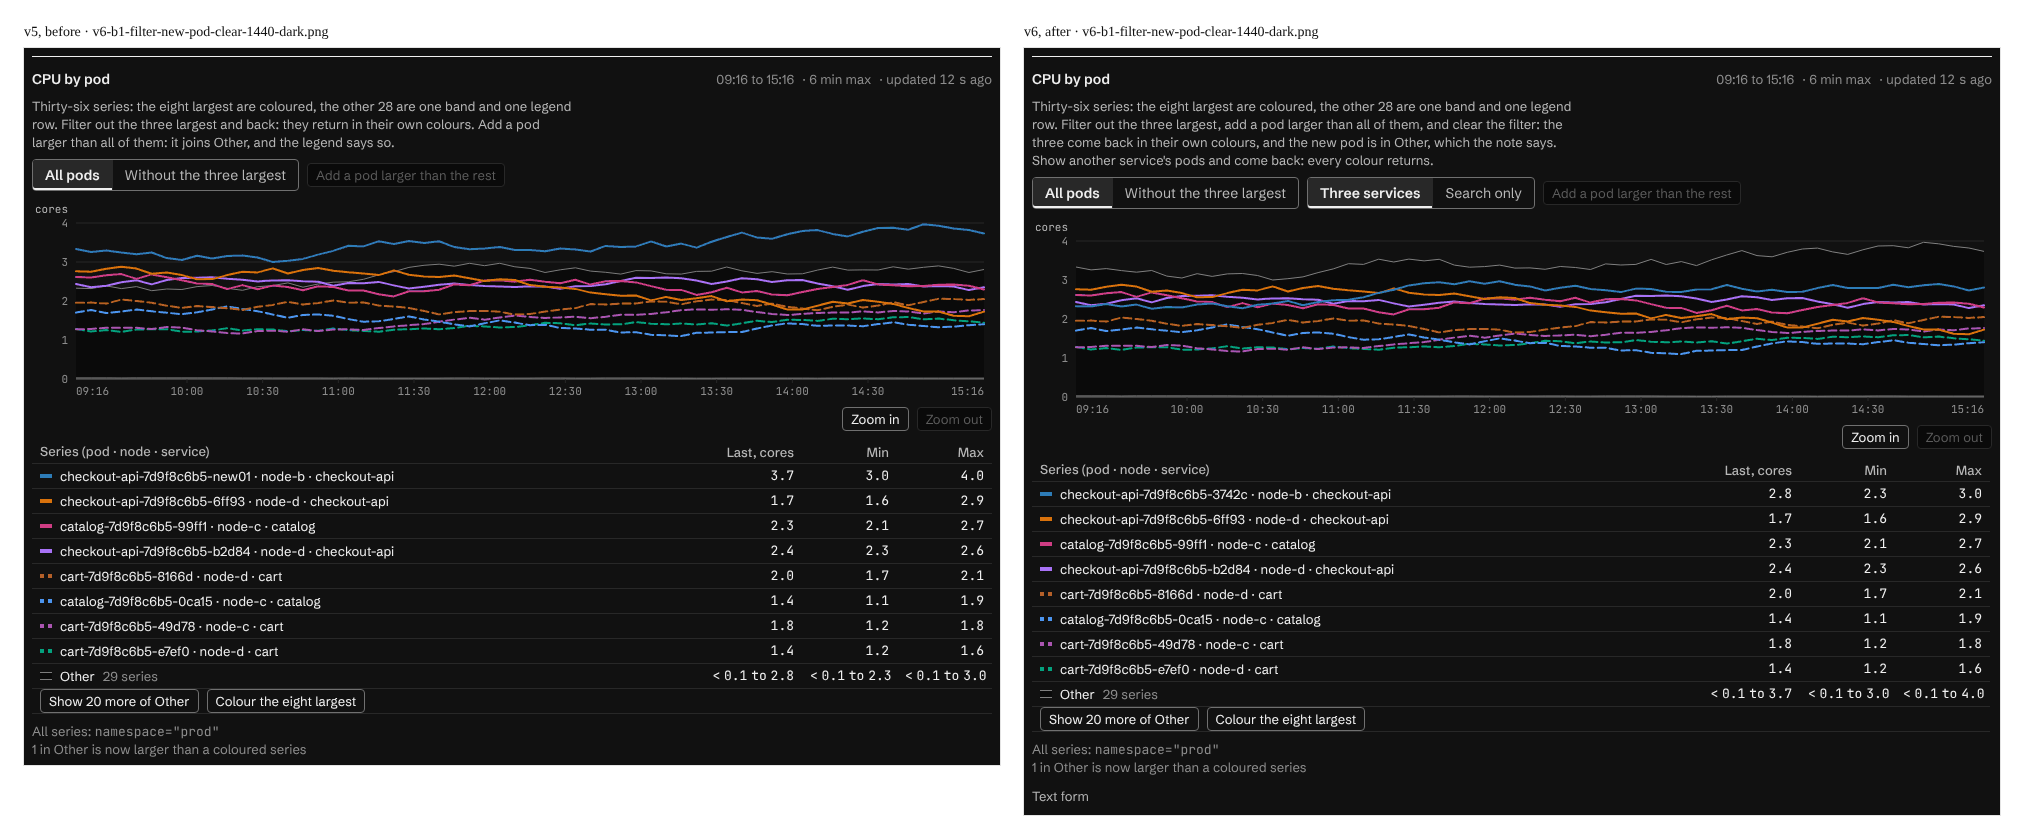 v5, before · v6-b1-filter-new-pod-clear-1440-dark.png
CPU by pod
09:16 to 15:16 · 6 min max · updated 12 s ago
Thirty-six series: the eight largest are coloured, the other 28 are one band and one legend
row. Filter out the three largest and back: they return in their own colours. Add a pod
larger than all of them: it joins Other, and the legend says so.
All pods
Without the three largest
Add a pod larger than the rest
cores
4
3
2
1
0
09:16 10:00 10:30 11:00 11:30 12:00 12:30 13:00 13:30 14:00 14:30 15:16
Zoom in
Zoom out
Series (pod · node · service) Last, cores Min Max
checkout-api-7d9f8c6b5-new01 · node-b · checkout-api 3.7 3.0 4.0
checkout-api-7d9f8c6b5-6ff93 · node-d · checkout-api 1.7 1.6 2.9
catalog-7d9f8c6b5-99ff1 · node-c · catalog 2.3 2.1 2.7
checkout-api-7d9f8c6b5-b2d84 · node-d · checkout-api 2.4 2.3 2.6
cart-7d9f8c6b5-8166d · node-d · cart 2.0 1.7 2.1
catalog-7d9f8c6b5-0ca15 · node-c · catalog 1.4 1.1 1.9
cart-7d9f8c6b5-49d78 · node-c · cart 1.8 1.2 1.8
cart-7d9f8c6b5-e7ef0 · node-d · cart 1.4 1.2 1.6
Other 29 series < 0.1 to 2.8 < 0.1 to 2.3 < 0.1 to 3.0
Show 20 more of Other
Colour the eight largest
All series: namespace="prod"
1 in Other is now larger than a coloured series
v6, after · v6-b1-filter-new-pod-clear-1440-dark.png
CPU by pod
09:16 to 15:16 · 6 min max · updated 12 s ago
Thirty-six series: the eight largest are coloured, the other 28 are one band and one legend
row. Filter out the three largest, add a pod larger than all of them, and clear the filter: the
three come back in their own colours, and the new pod is in Other, which the note says.
Show another service's pods and come back: every colour returns.
All pods
Without the three largest
Three services
Search only
Add a pod larger than the rest
cores
4
3
2
1
0
09:16 10:00 10:30 11:00 11:30 12:00 12:30 13:00 13:30 14:00 14:30 15:16
Zoom in
Zoom out
Series (pod · node · service) Last, cores Min Max
checkout-api-7d9f8c6b5-3742c · node-b · checkout-api 2.8 2.3 3.0
checkout-api-7d9f8c6b5-6ff93 · node-d · checkout-api 1.7 1.6 2.9
catalog-7d9f8c6b5-99ff1 · node-c · catalog 2.3 2.1 2.7
checkout-api-7d9f8c6b5-b2d84 · node-d · checkout-api 2.4 2.3 2.6
cart-7d9f8c6b5-8166d · node-d · cart 2.0 1.7 2.1
catalog-7d9f8c6b5-0ca15 · node-c · catalog 1.4 1.1 1.9
cart-7d9f8c6b5-49d78 · node-c · cart 1.8 1.2 1.8
cart-7d9f8c6b5-e7ef0 · node-d · cart 1.4 1.2 1.6
Other 29 series < 0.1 to 3.7 < 0.1 to 3.0 < 0.1 to 4.0
Show 20 more of Other
Colour the eight largest
All series: namespace="prod"
1 in Other is now larger than a coloured series
Text form